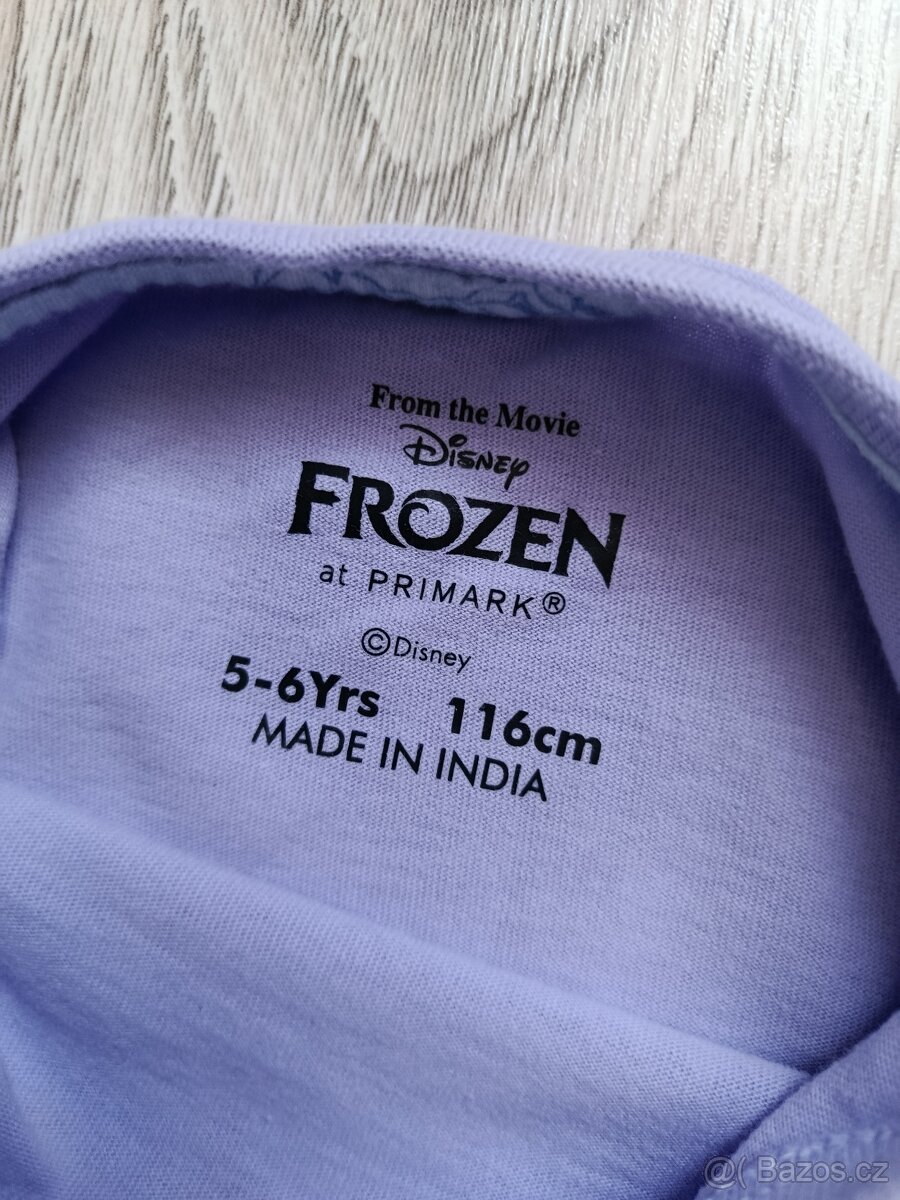 From the Movie
Disney
FROZEN
at PRIMARK®
©Disney
5-6Yrs 116cm
MADE IN INDIA
@( Bazos.cz